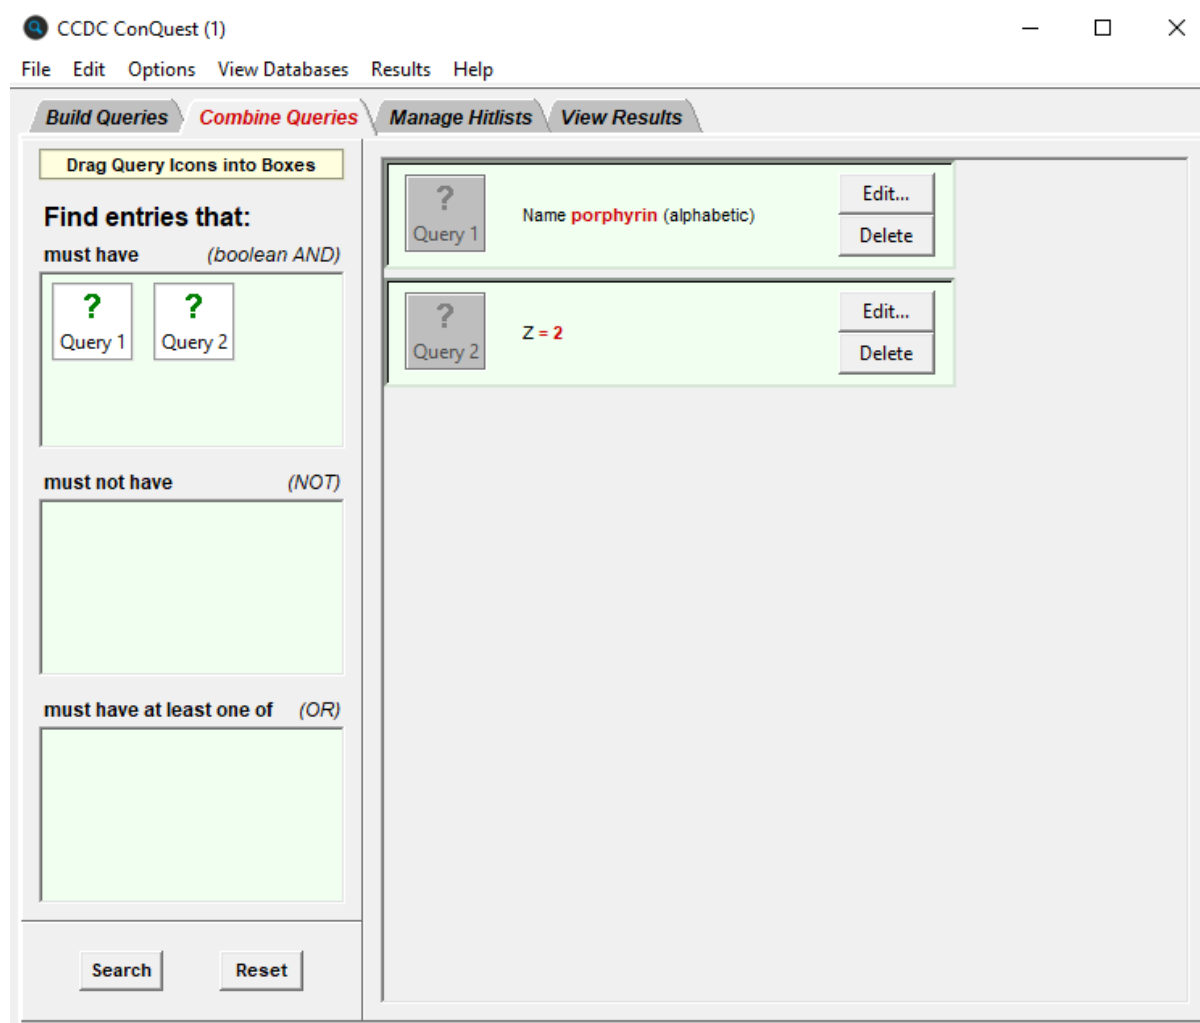 CCDC ConQuest (1)
File Edit Options View Databases Results Help
Build Queries Combine Queries Manage Hitlists View Results
Drag Query Icons into Boxes
Find entries that:
must have (boolean AND)
? ?
Query 1 Query 2
must not have (NOT)
must have at least one of (OR)
Search Reset
?
Query 1
Name porphyrin (alphabetic)
Edit...
Delete
?
Query 2
Z = 2
Edit...
Delete